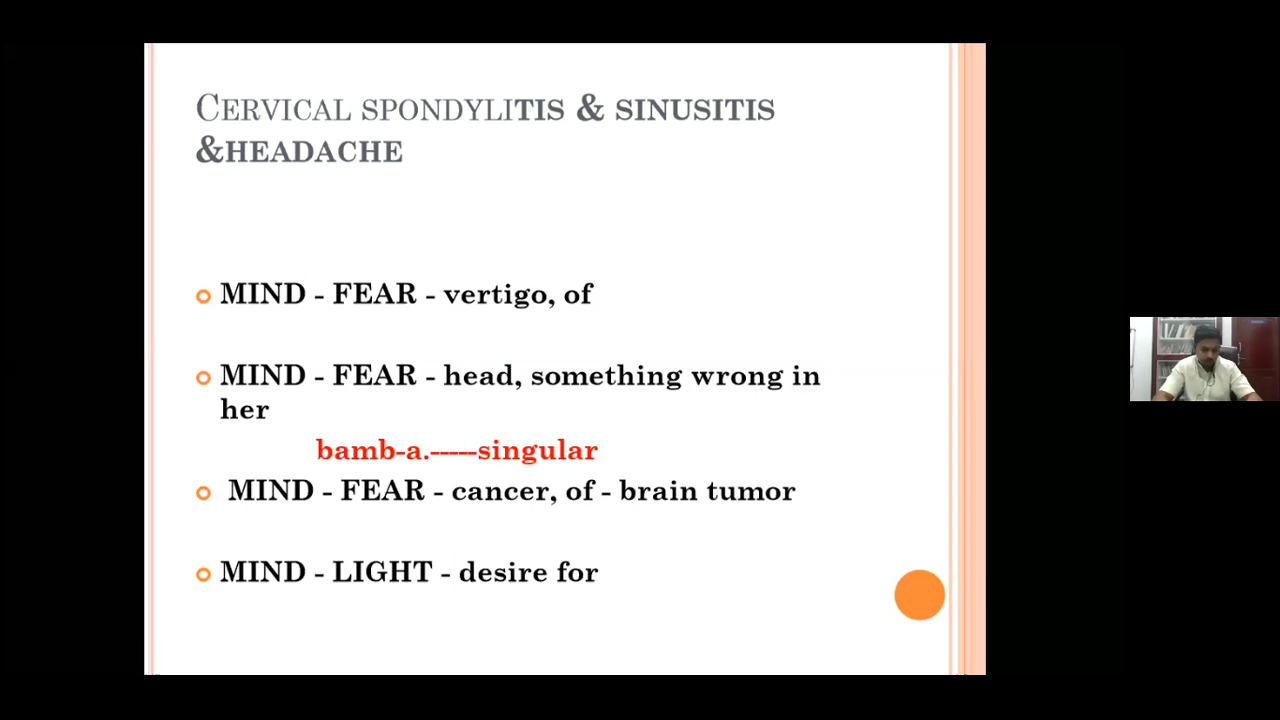 CERVICAL SPONDYLITIS & SINUSITIS
&HEADACHE
MIND - FEAR - vertigo, of
MIND - FEAR - head, something wrong in
her
bamb-a.-----singular
MIND - FEAR - cancer, of - brain tumor
MIND - LIGHT - desire for